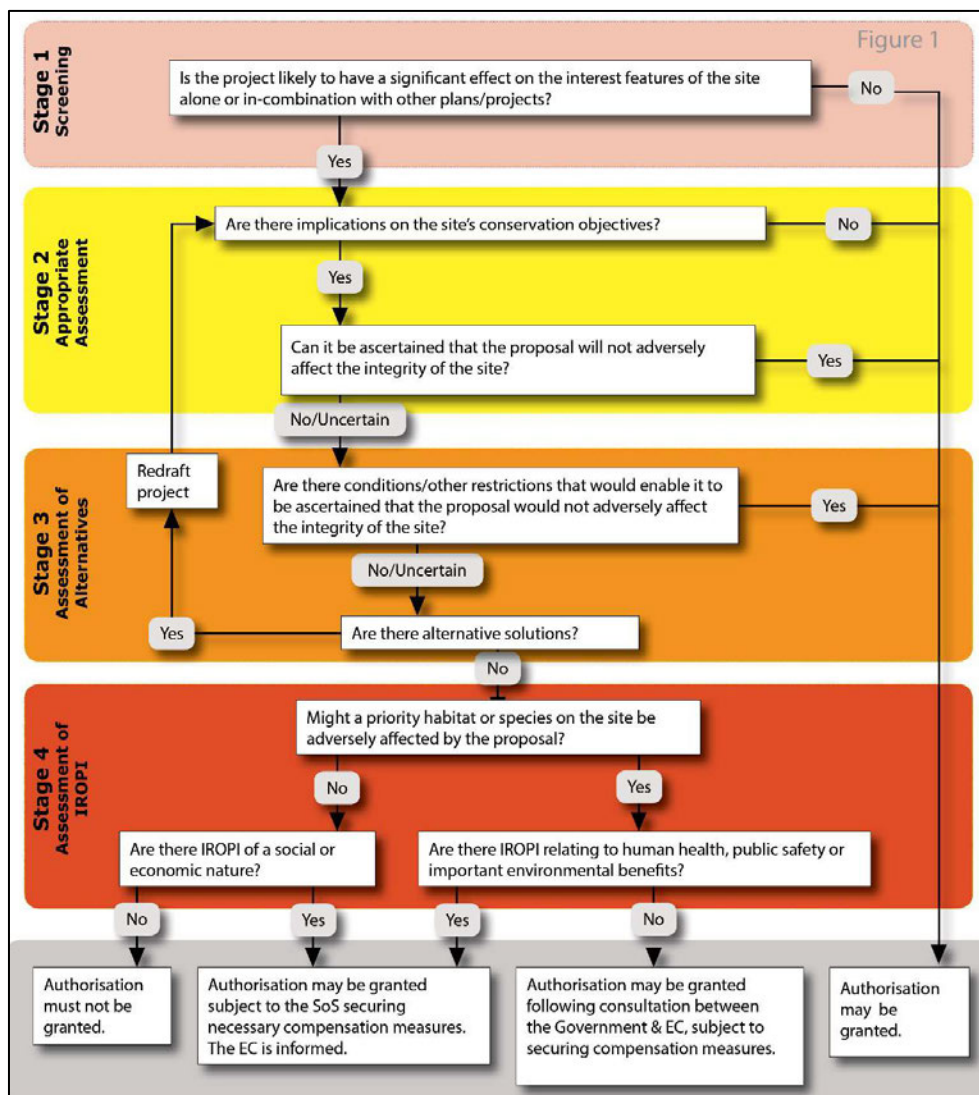 Figure 1
Stage 1
Screening
Is the project likely to have a significant effect on the interest features of the site
alone or in-combination with other plans/projects?
No
Yes
Stage 2
Appropriate
Assessment
Are there implications on the site's conservation objectives?
No
Yes
Can it be ascertained that the proposal will not adversely
affect the integrity of the site?
Yes
No/Uncertain
Stage 3
Assessment of
Alternatives
Redraft
project
Are there conditions/other restrictions that would enable it to
be ascertained that the proposal would not adversely affect
the integrity of the site?
Yes
No/Uncertain
Yes
Are there alternative solutions?
No
Stage 4
Assessment of
IROPI
Might a priority habitat or species on the site be
adversely affected by the proposal?
No
Yes
Are there IROPI of a social or
economic nature?
Are there IROPI relating to human health, public safety or
important environmental benefits?
No
Yes
Yes
No
Authorisation
must not be
granted.
Authorisation may be granted
subject to the SoS securing
necessary compensation measures.
The EC is informed.
Authorisation may be granted
following consultation between
the Government & EC, subject to
securing compensation measures.
Authorisation
may be
granted.